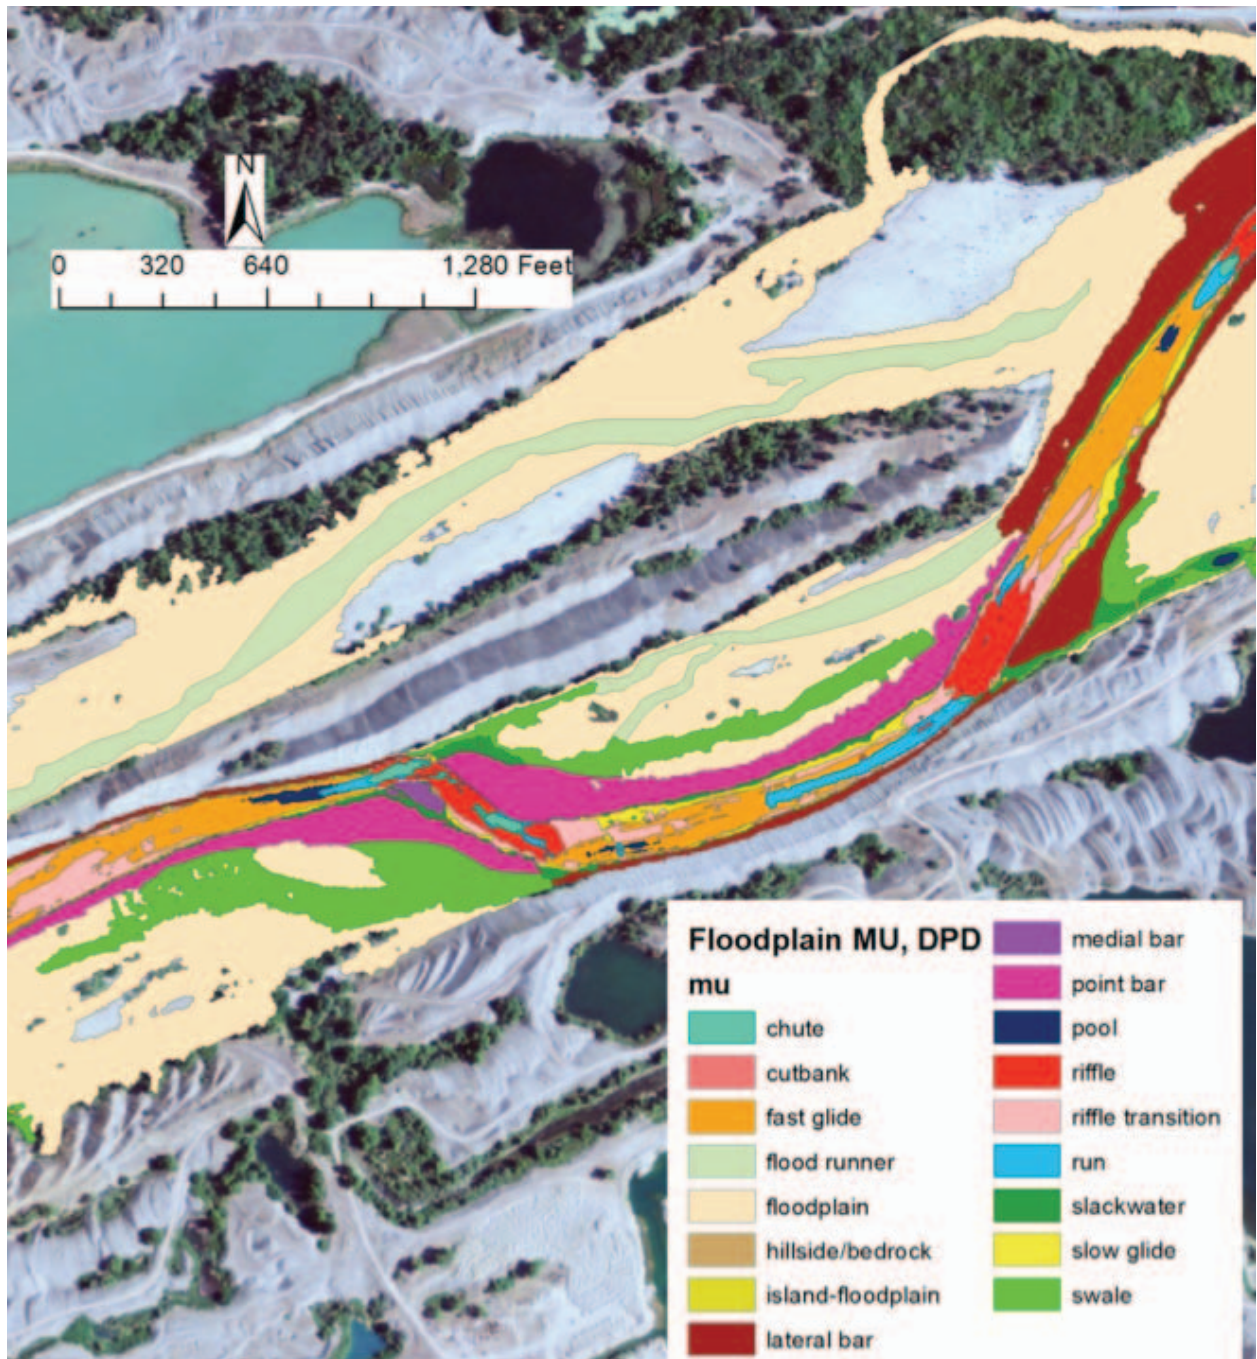 N
0 320 640 1,280 Feet
Floodplain MU, DPD
mu
chute
cutbank
fast glide
flood runner
floodplain
hillside/bedrock
island-floodplain
lateral bar
medial bar
point bar
pool
riffle
riffle transition
run
slackwater
slow glide
swale